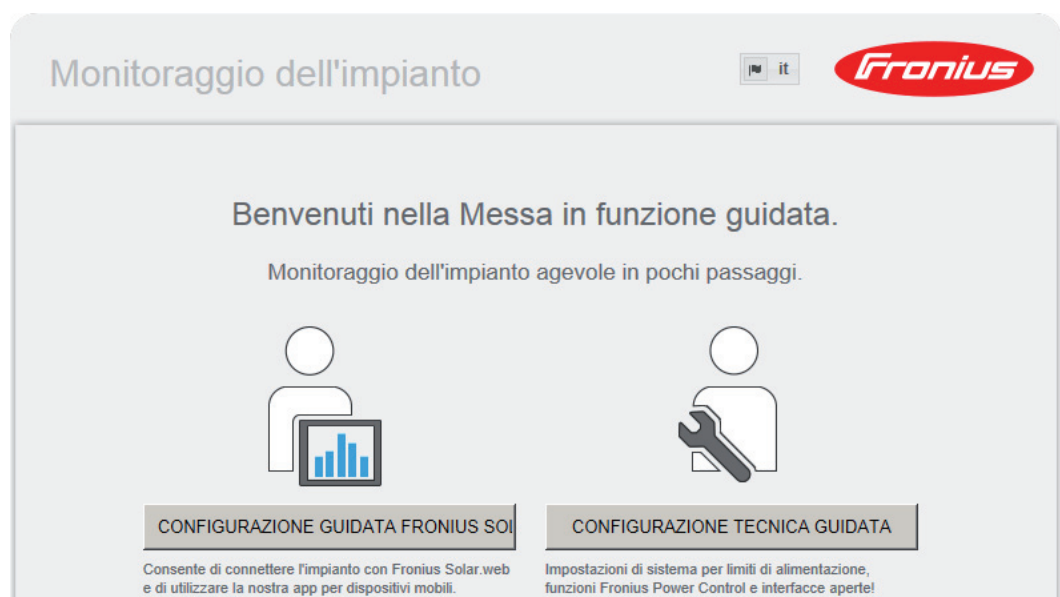 Monitoraggio dell'impianto
it
Fronius
Benvenuti nella Messa in funzione guidata.
Monitoraggio dell'impianto agevole in pochi passaggi.
CONFIGURAZIONE GUIDATA FRONIUS SOL
CONFIGURAZIONE TECNICA GUIDATA
Consente di connettere l'impianto con Fronius Solar.web
e di utilizzare la nostra app per dispositivi mobili.
Impostazioni di sistema per limiti di alimentazione,
funzioni Fronius Power Control e interfacce aperte!